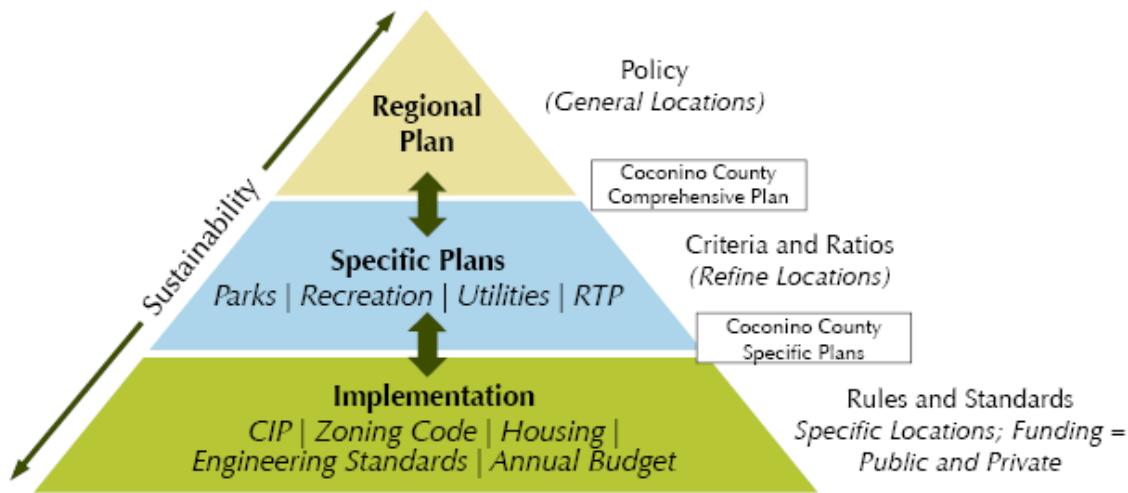 Policy
(General Locations)
Regional
Plan
Coconino County
Comprehensive Plan
Sustainability
Criteria and Ratios
(Refine Locations)
Specific Plans
Parks | Recreation | Utilities | RTP
Coconino County
Specific Plans
Implementation
CIP | Zoning Code | Housing |
Engineering Standards | Annual Budget
Rules and Standards
Specific Locations; Funding =
Public and Private